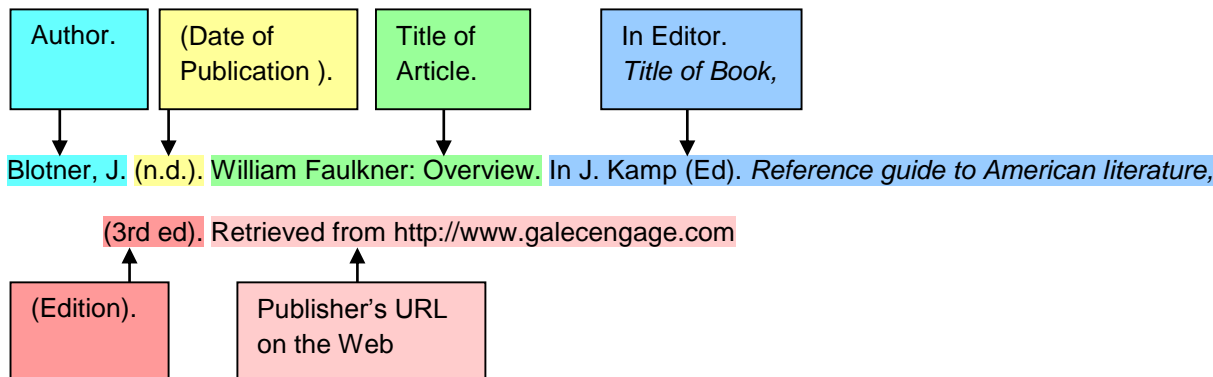 Author.
(Date of
Publication ).
Title of
Article.
In Editor.
Title of Book,
Blotner, J. (n.d.). William Faulkner: Overview. In J. Kamp (Ed). Reference guide to American literature,
(3rd ed). Retrieved from http://www.galecengage.com
(Edition).
Publisher's URL
on the Web